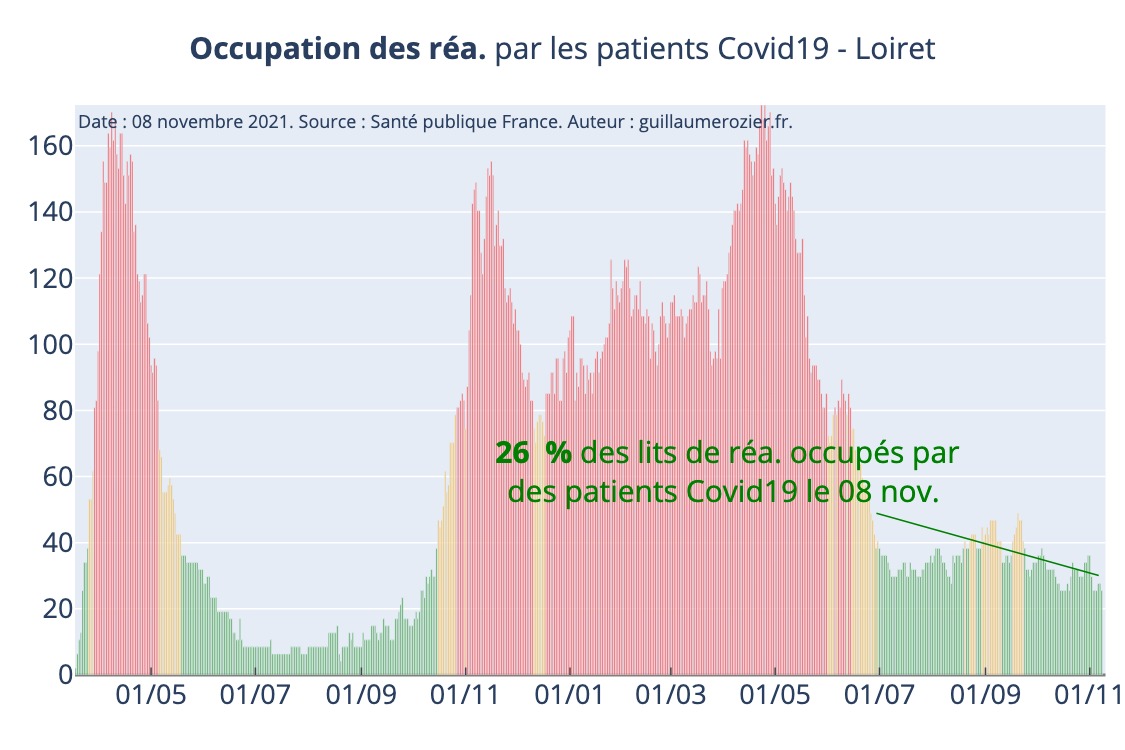 Occupation des réa. par les patients Covid19 - Loiret
Date : 08 novembre 2021. Source : Santé publique France. Auteur : guillaumerozier.fr.
160
140
120
100
80
60
40
20
0
26 % des lits de réa. occupés par
des patients Covid19 le 08 nov.
01/05 01/07 01/09 01/11 01/01 01/03 01/05 01/07 01/09 01/11